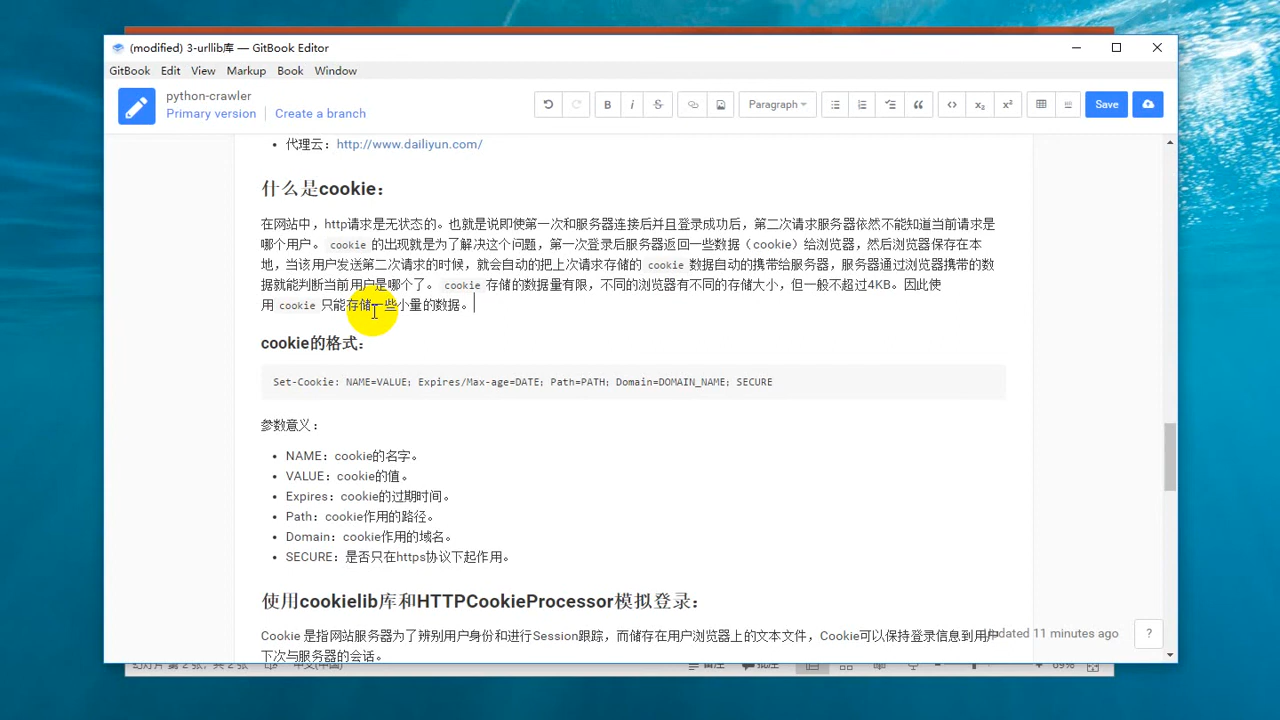 (modified) 3-urllib库 — GitBook Editor
GitBook Edit View Markup Book Window
python-crawler
Primary version Create a branch
B i S Paragraph x₂ x² Save
代理云：http://www.dailiyun.com/
什么是cookie：
在网站中，http请求是无状态的。也就是说即使第一次和服务器连接后并且登录成功后，第二次请求服务器依然不能知道当前请求是
哪个用户。 cookie 的出现就是为了解决这个问题，第一次登录后服务器返回一些数据（cookie）给浏览器，然后浏览器保存在本
地，当该用户发送第二次请求的时候，就会自动的把上次请求存储的 cookie 数据自动的携带给服务器，服务器通过浏览器携带的数
据就能判断当前用户是哪个了。 cookie 存储的数据量有限，不同的浏览器有不同的存储大小，但一般不超过4KB。因此使
用 cookie 只能存储一些小量的数据。
cookie的格式：
Set-Cookie: NAME=VALUE; Expires/Max-age=DATE; Path=PATH; Domain=DOMAIN_NAME; SECURE
参数意义：
NAME：cookie的名字。
VALUE：cookie的值。
Expires：cookie的过期时间。
Path：cookie作用的路径。
Domain：cookie作用的域名。
SECURE：是否只在https协议下起作用。
使用cookielib库和HTTPCookieProcessor模拟登录：
Cookie 是指网站服务器为了辨别用户身份和进行Session跟踪，而储存在用户浏览器上的文本文件，Cookie可以保持登录信息到用户
dated 11 minutes ago ?
下次与服务器的会话。